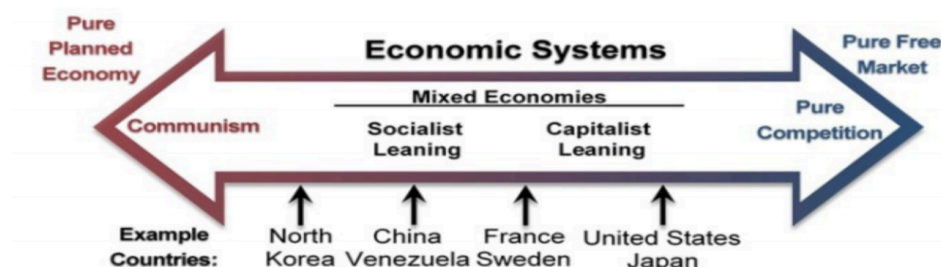 Pure
Planned
Economy
Economic Systems
Pure Free
Market
Mixed Economies
Communism
Socialist
Leaning
Capitalist
Leaning
Pure
Competition
Example
Countries:
North
Korea
China
Venezuela
France
Sweden
United States
Japan